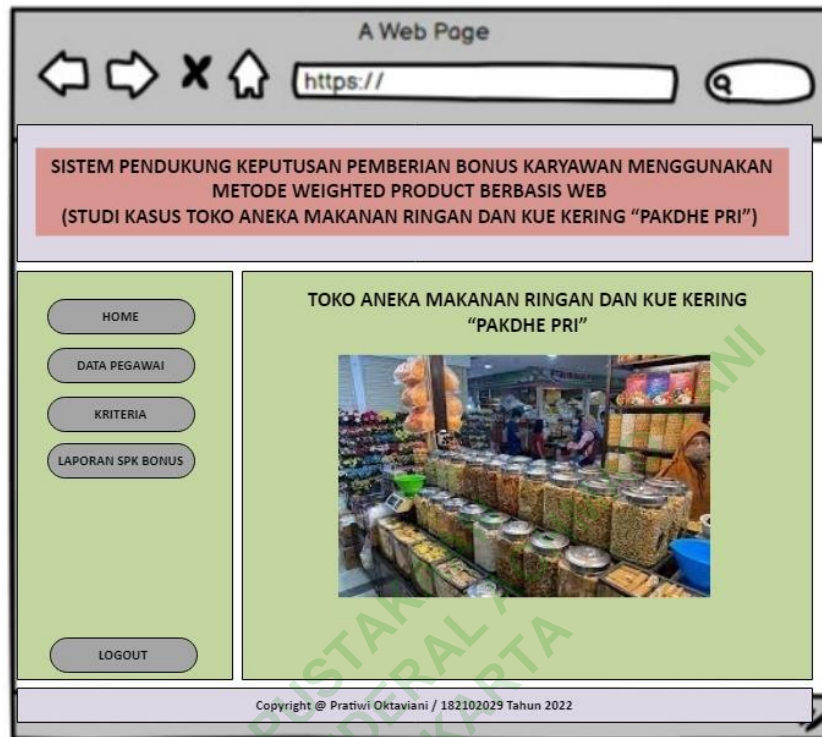 A Web Page
https://
SISTEM PENDUKUNG KEPUTUSAN PEMBERIAN BONUS KARYAWAN MENGGUNAKAN
METODE WEIGHTED PRODUCT BERBASIS WEB
(STUDI KASUS TOKO ANEKA MAKANAN RINGAN DAN KUE KERING “PAKDHE PRI”)
HOME
DATA PEGAWAI
KRITERIA
LAPORAN SPK BONUS
LOGOUT
TOKO ANEKA MAKANAN RINGAN DAN KUE KERING
“PAKDHE PRI”
Copyright @ Pratiwi Oktaviani / 182102029 Tahun 2022